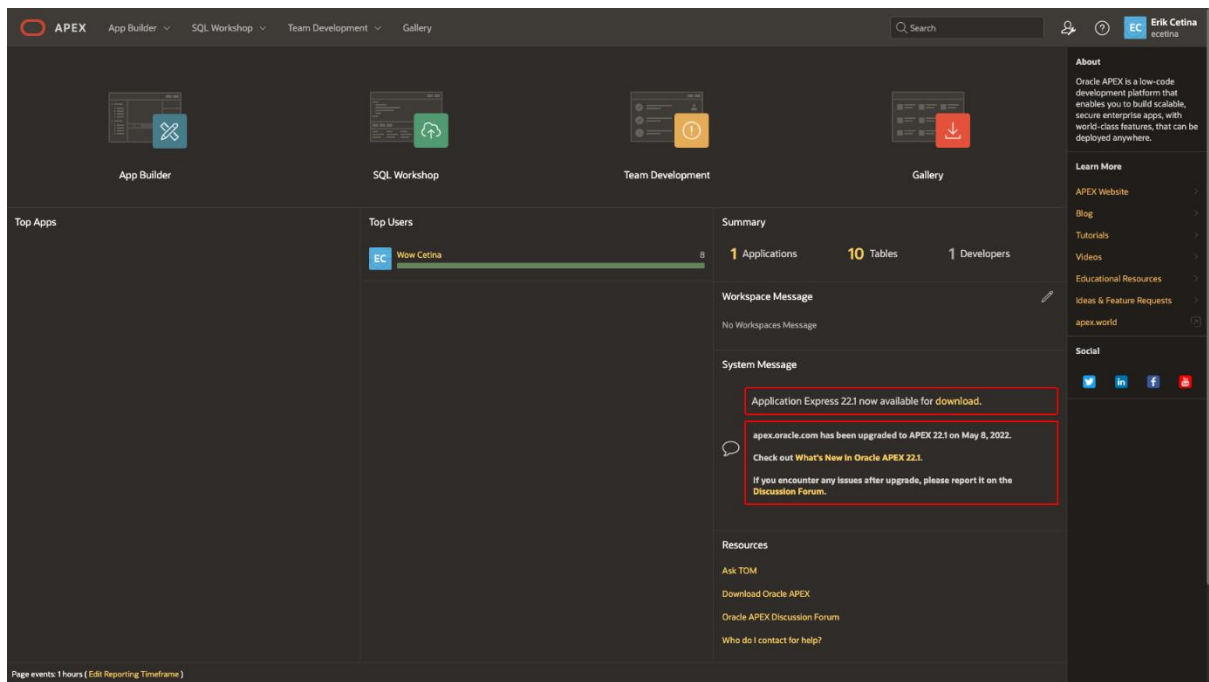 APEX App Builder SQL Workshop Team Development Gallery Search EC Erik Cetina
ecetina
App Builder SQL Workshop Team Development Gallery
Top Apps
Top Users
EC Wow Cetina 8
Summary
1 Applications 10 Tables 1 Developers
Workspace Message
No Workspaces Message
System Message
Application Express 22.1 now available for download.
apex.oracle.com has been upgraded to APEX 22.1 on May 8, 2022.
Check out What's New in Oracle APEX 22.1.
If you encounter any issues after upgrade, please report it on the
Discussion Forum.
Resources
Ask TOM
Download Oracle APEX
Oracle APEX Discussion Forum
Who do I contact for help?
About
Oracle APEX is a low-code
development platform that
enables you to build scalable,
secure enterprise apps, with
world-class features, that can be
deployed anywhere.
Learn More
APEX Website
Blog
Tutorials
Videos
Educational Resources
Ideas & Feature Requests
apex.world
Social
Page events: 1 hours ( Edit Reporting Timeframe )